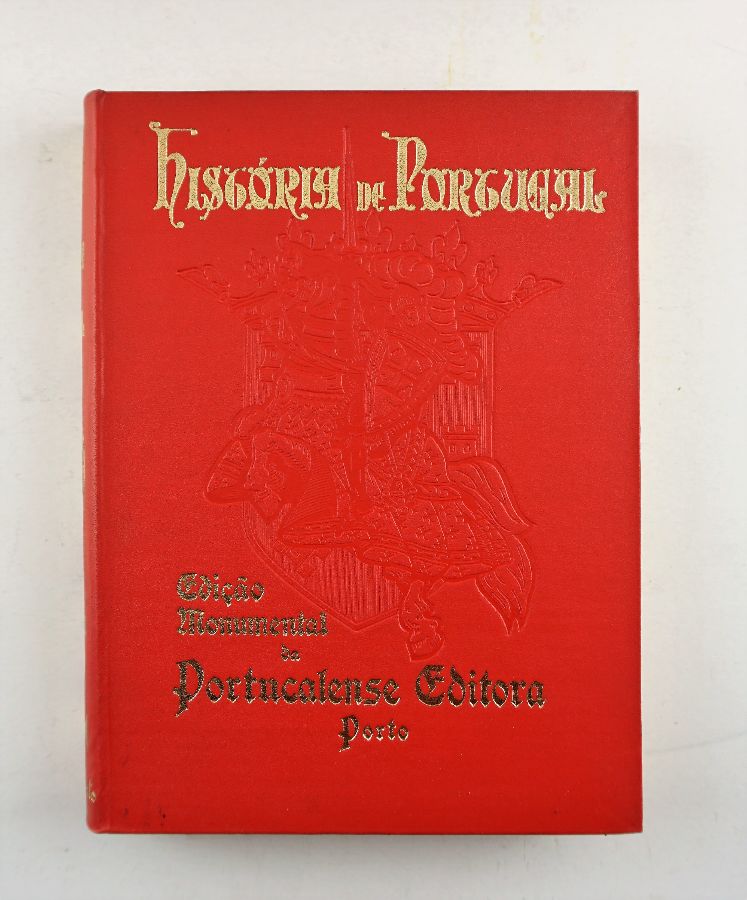 História de Portugal
Edição
Monumental
da
Portucalense Editora
Porto